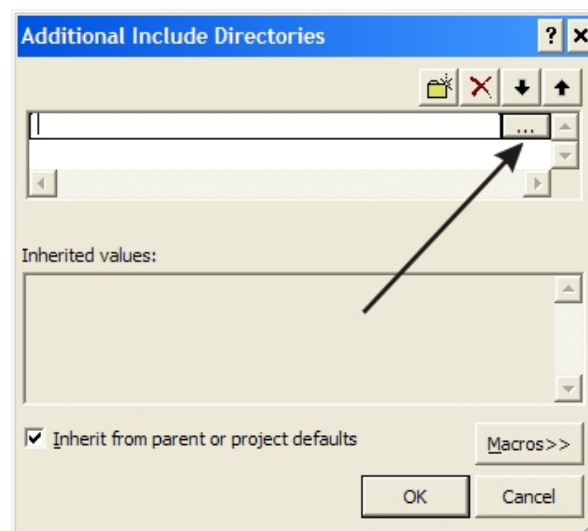 Additional Include Directories
...
Inherited values:
Inherit from parent or project defaults
Macros>>
OK Cancel